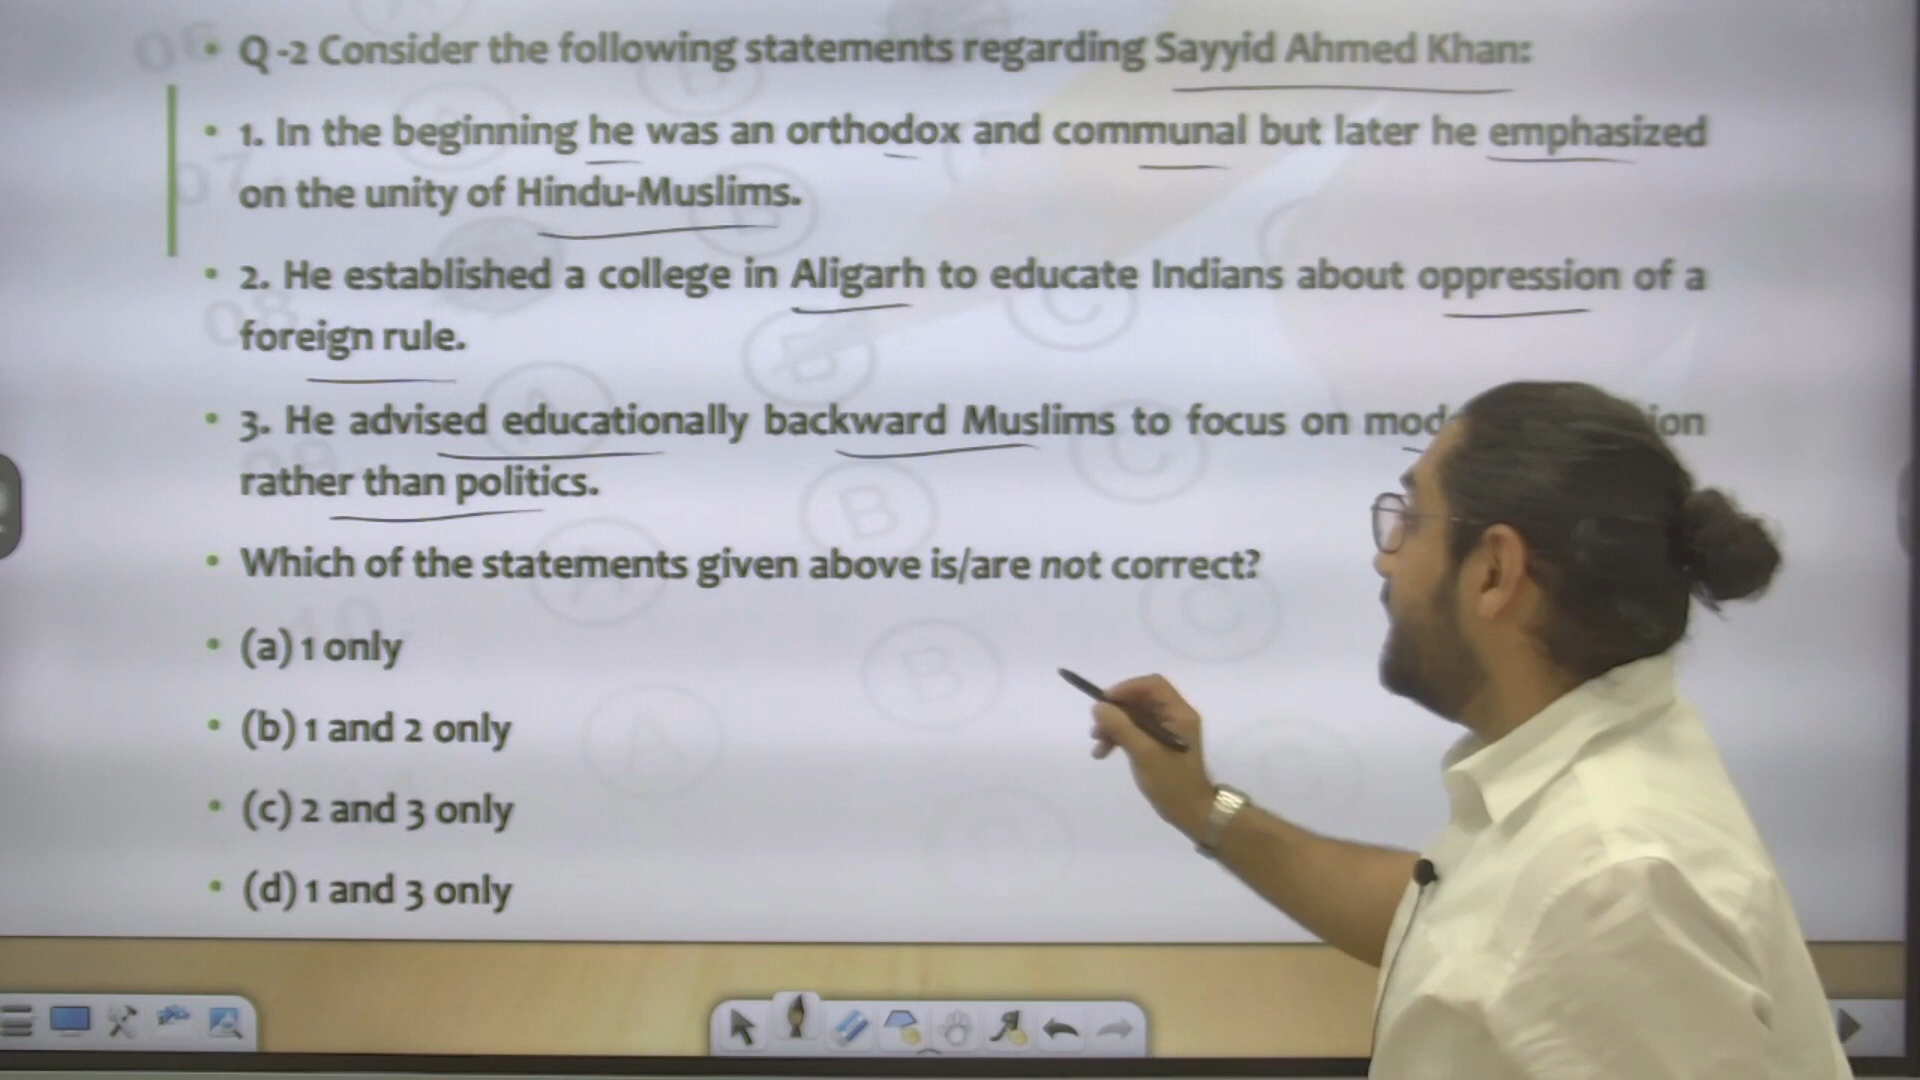 Q -2 Consider the following statements regarding Sayyid Ahmed Khan:
1. In the beginning he was an orthodox and communal but later he emphasized
on the unity of Hindu-Muslims.
2. He established a college in Aligarh to educate Indians about oppression of a
foreign rule.
3. He advised educationally backward Muslims to focus on
rather than politics.
Which of the statements given above is/are not correct?
(a) 1 only
(b) 1 and 2 only
(c) 2 and 3 only
(d) 1 and 3 only